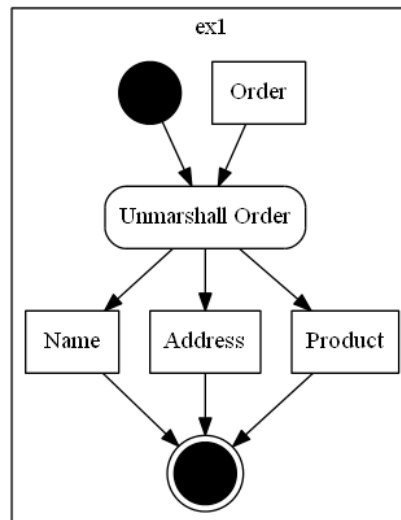 ex1
Order
Unmarshall Order
Name
Address
Product